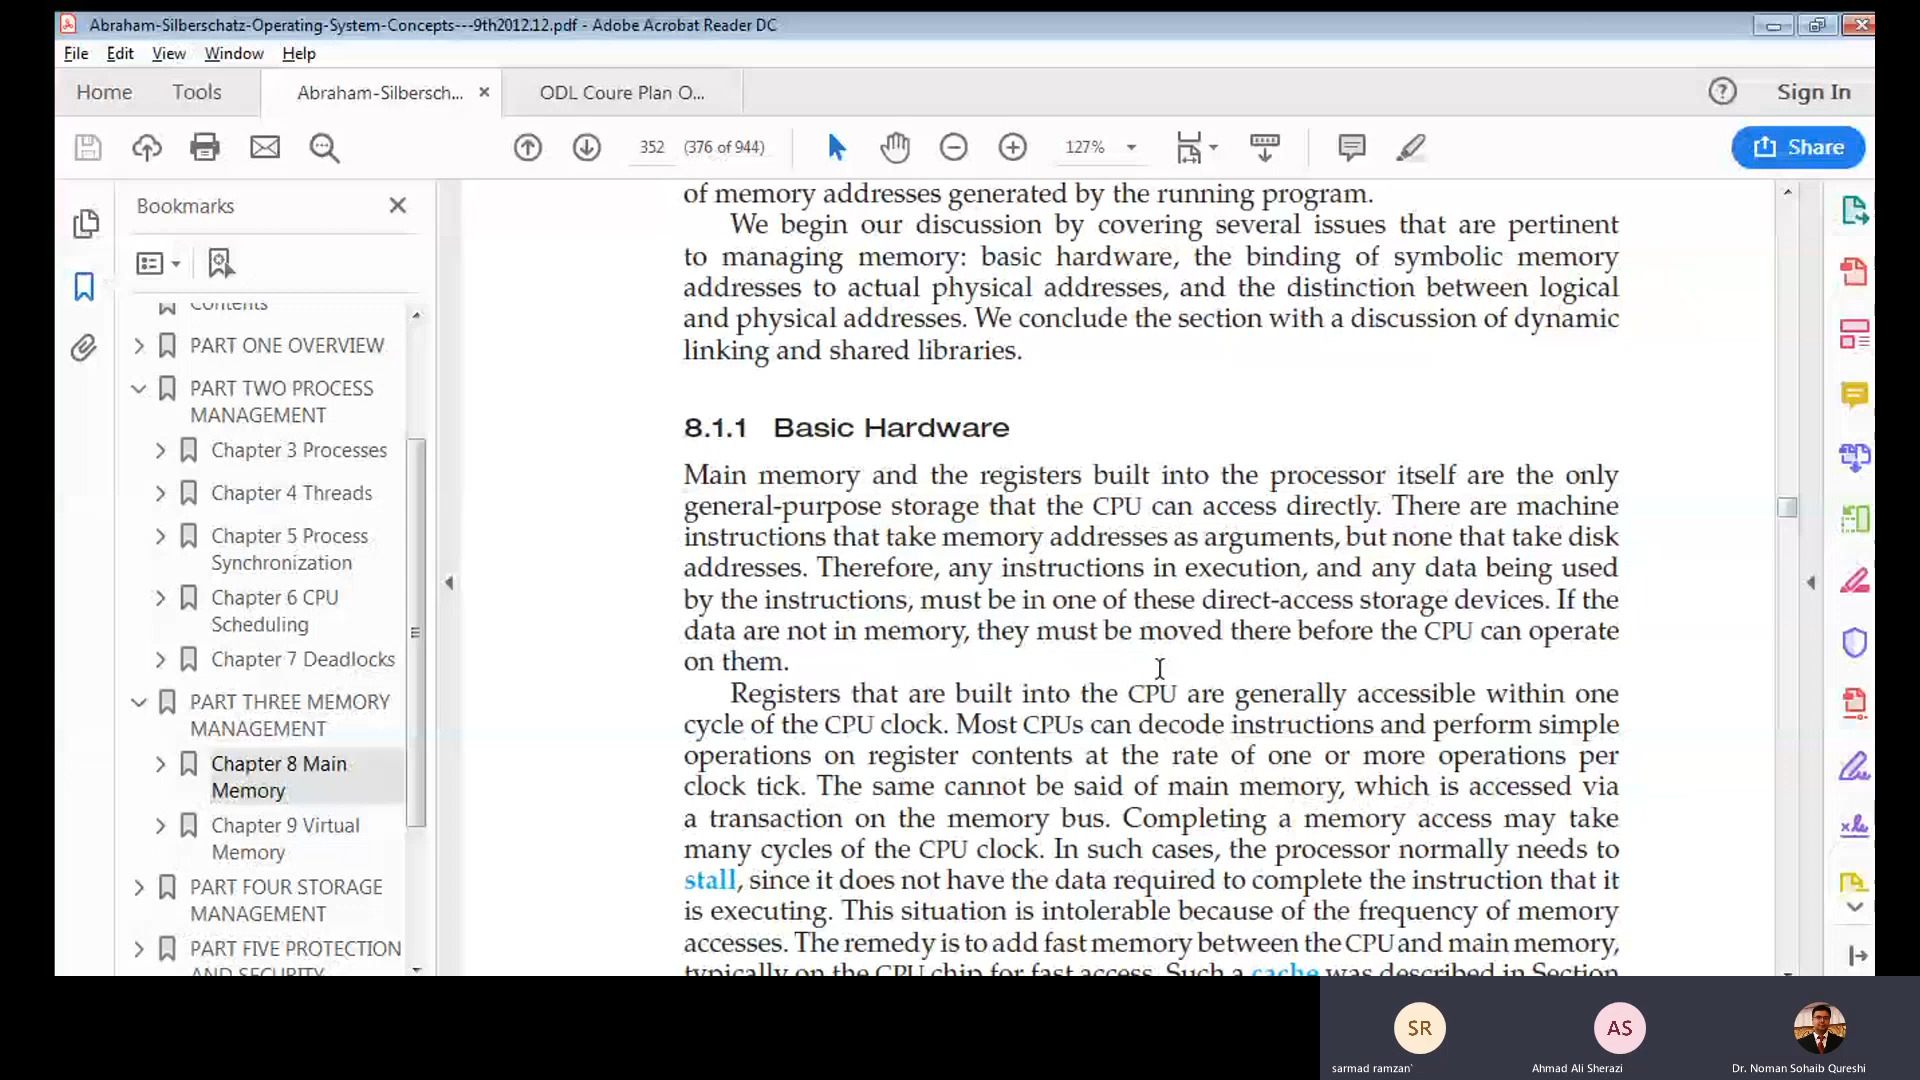 Abraham-Silberschatz-Operating-System-Concepts---9th2012.12.pdf - Adobe Acrobat Reader DC
File Edit View Window Help
Home Tools Abraham-Silbersch... × ODL Coure Plan O... ? Sign In
352 (376 of 944) 127% Share
Bookmarks
Contents
PART ONE OVERVIEW
PART TWO PROCESS
MANAGEMENT
Chapter 3 Processes
Chapter 4 Threads
Chapter 5 Process
Synchronization
Chapter 6 CPU
Scheduling
Chapter 7 Deadlocks
PART THREE MEMORY
MANAGEMENT
Chapter 8 Main
Memory
Chapter 9 Virtual
Memory
PART FOUR STORAGE
MANAGEMENT
PART FIVE PROTECTION
AND SECURITY
of memory addresses generated by the running program.
We begin our discussion by covering several issues that are pertinent
to managing memory: basic hardware, the binding of symbolic memory
addresses to actual physical addresses, and the distinction between logical
and physical addresses. We conclude the section with a discussion of dynamic
linking and shared libraries.
8.1.1 Basic Hardware
Main memory and the registers built into the processor itself are the only
general-purpose storage that the CPU can access directly. There are machine
instructions that take memory addresses as arguments, but none that take disk
addresses. Therefore, any instructions in execution, and any data being used
by the instructions, must be in one of these direct-access storage devices. If the
data are not in memory, they must be moved there before the CPU can operate
on them.
Registers that are built into the CPU are generally accessible within one
cycle of the CPU clock. Most CPUs can decode instructions and perform simple
operations on register contents at the rate of one or more operations per
clock tick. The same cannot be said of main memory, which is accessed via
a transaction on the memory bus. Completing a memory access may take
many cycles of the CPU clock. In such cases, the processor normally needs to
stall, since it does not have the data required to complete the instruction that it
is executing. This situation is intolerable because of the frequency of memory
accesses. The remedy is to add fast memory between the CPU and main memory,
typically on the CPU chip for fast access. Such a cache was described in Section
SR AS
sarmad ramzan` Ahmad Ali Sherazi Dr. Noman Sohaib Qureshi